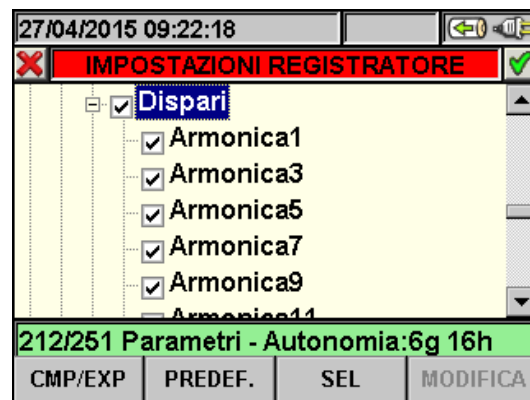 27/04/2015 09:22:18
IMPOSTAZIONI REGISTRATORE
Dispari
Armonica1
Armonica3
Armonica5
Armonica7
Armonica9
Armonica11
212/251 Parametri - Autonomia:6g 16h
CMP/EXP PREDEF. SEL MODIFICA